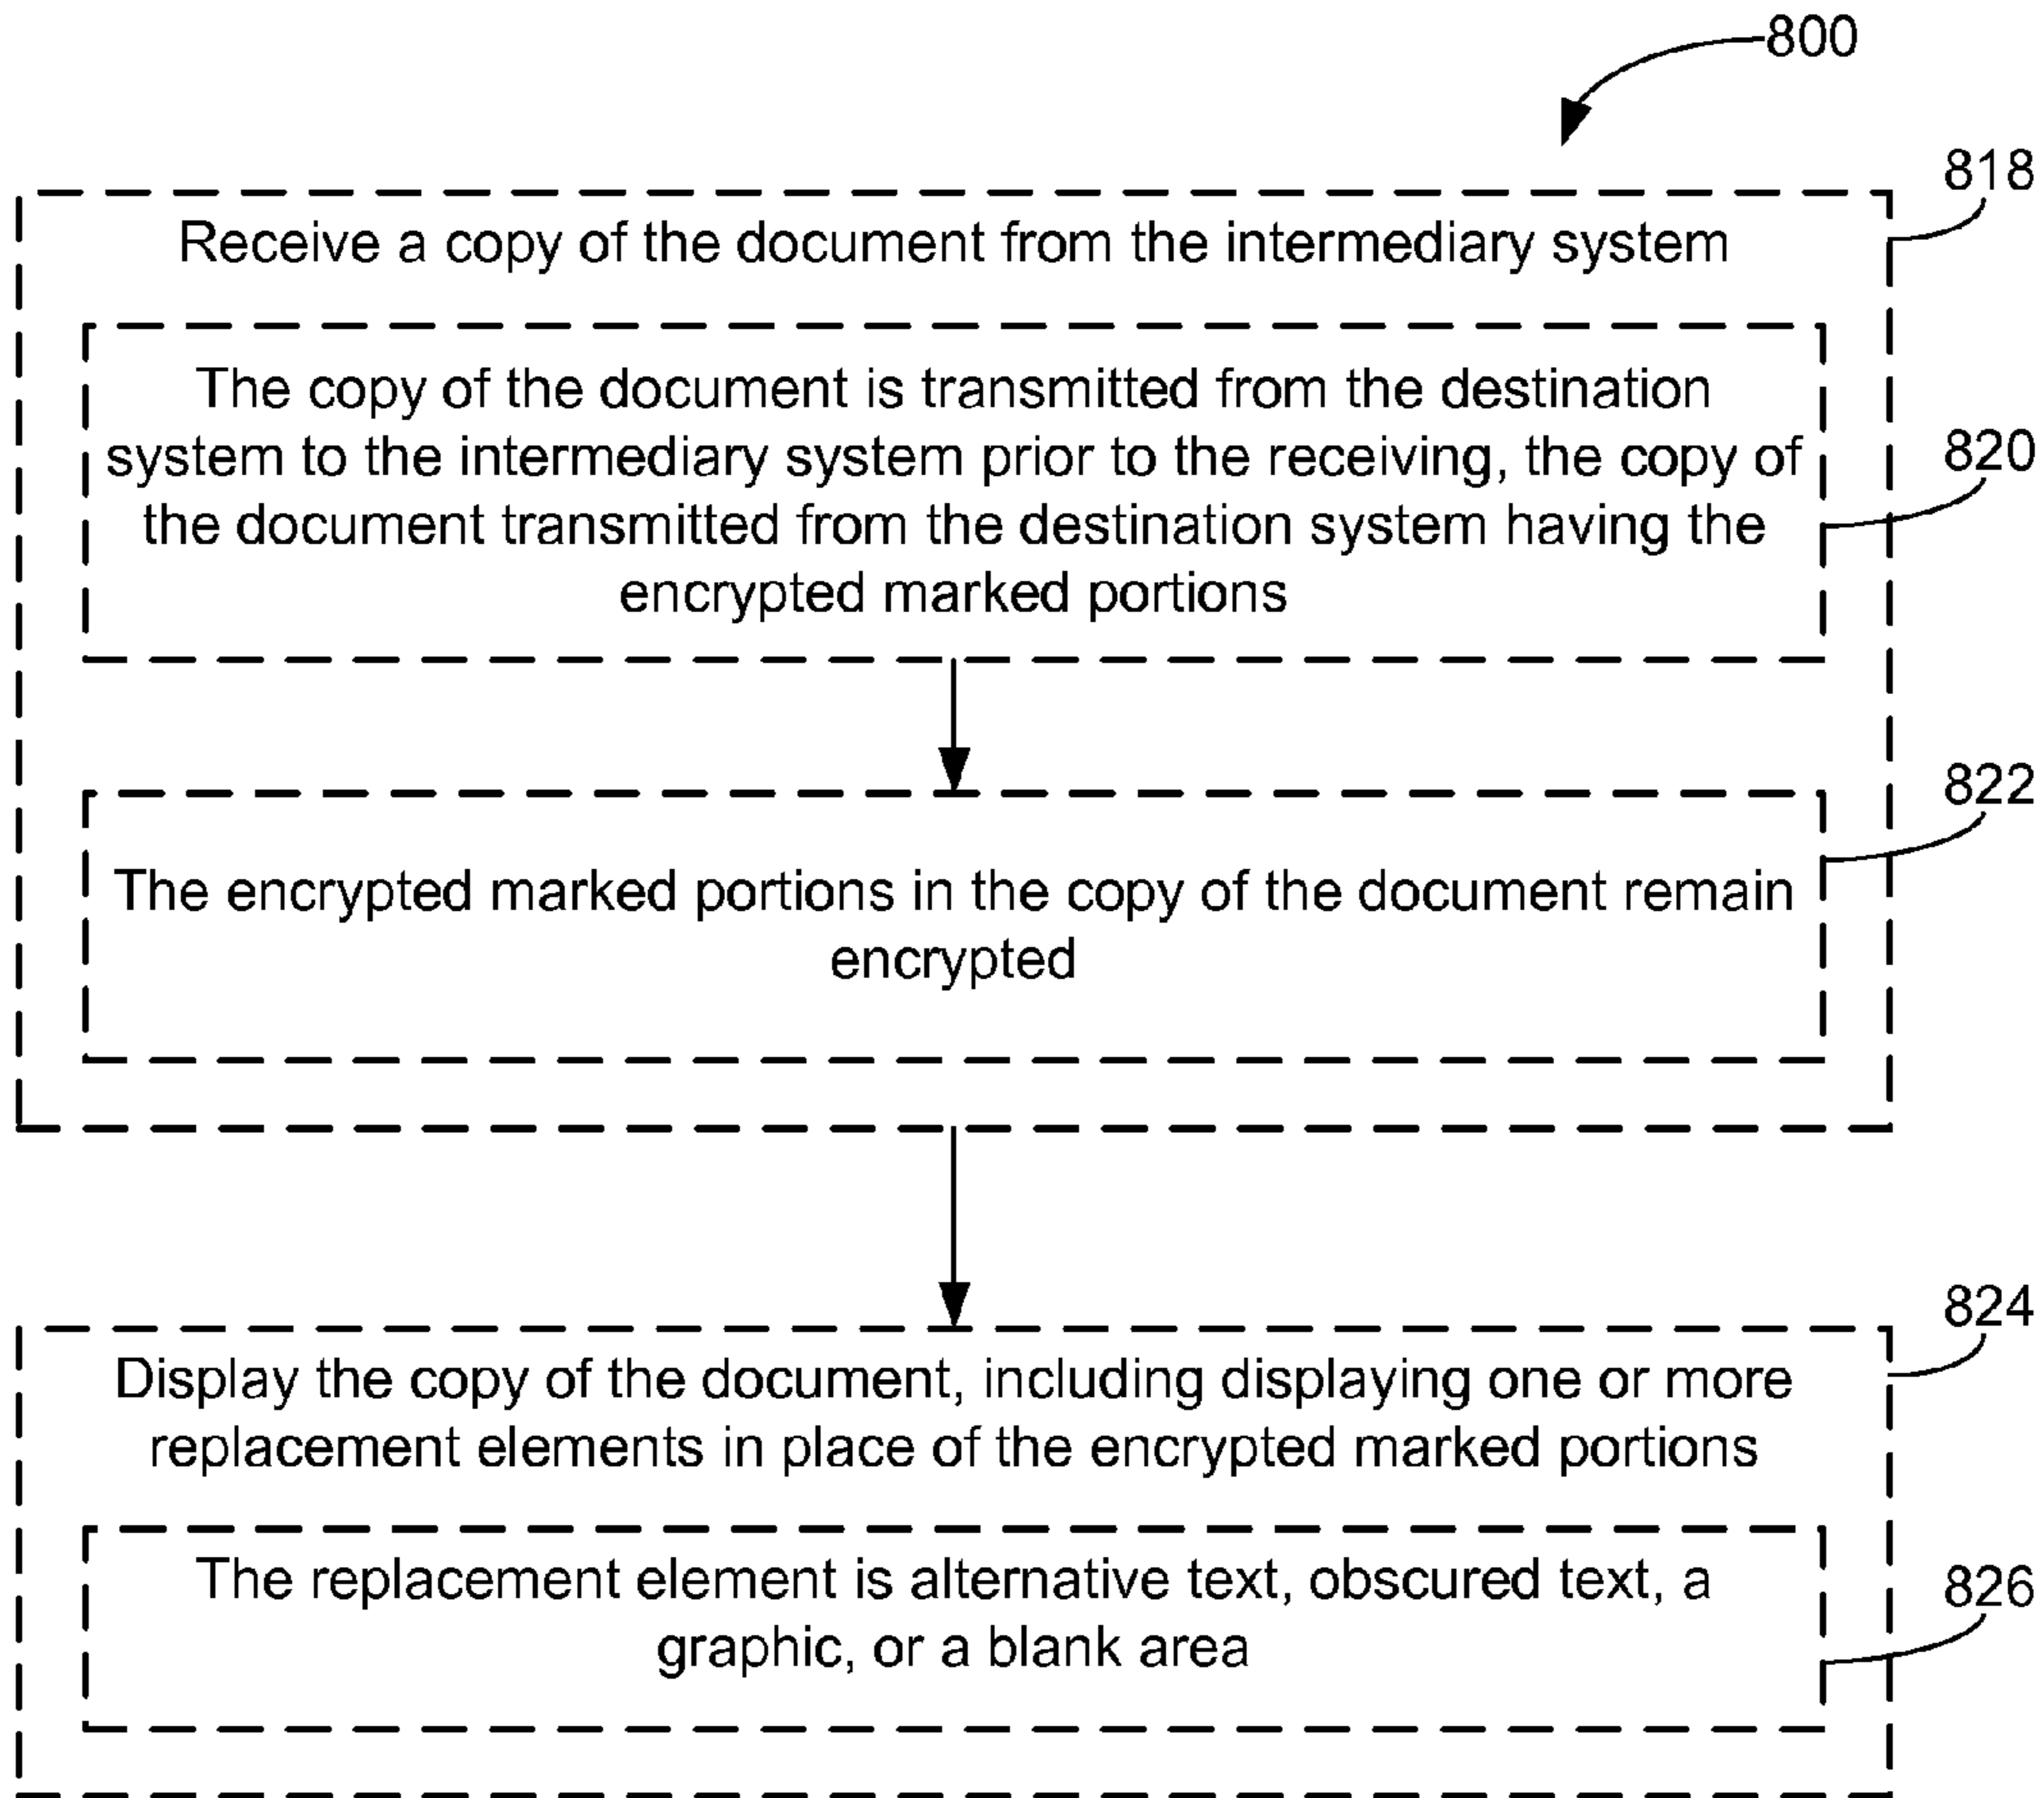 800
818
Receive a copy of the document from the intermediary system
The copy of the document is transmitted from the destination
system to the intermediary system prior to the receiving, the copy of
the document transmitted from the destination system having the
encrypted marked portions
820
822
The encrypted marked portions in the copy of the document remain
encrypted
824
Display the copy of the document, including displaying one or more
replacement elements in place of the encrypted marked portions
The replacement element is alternative text, obscured text, a
graphic, or a blank area
826